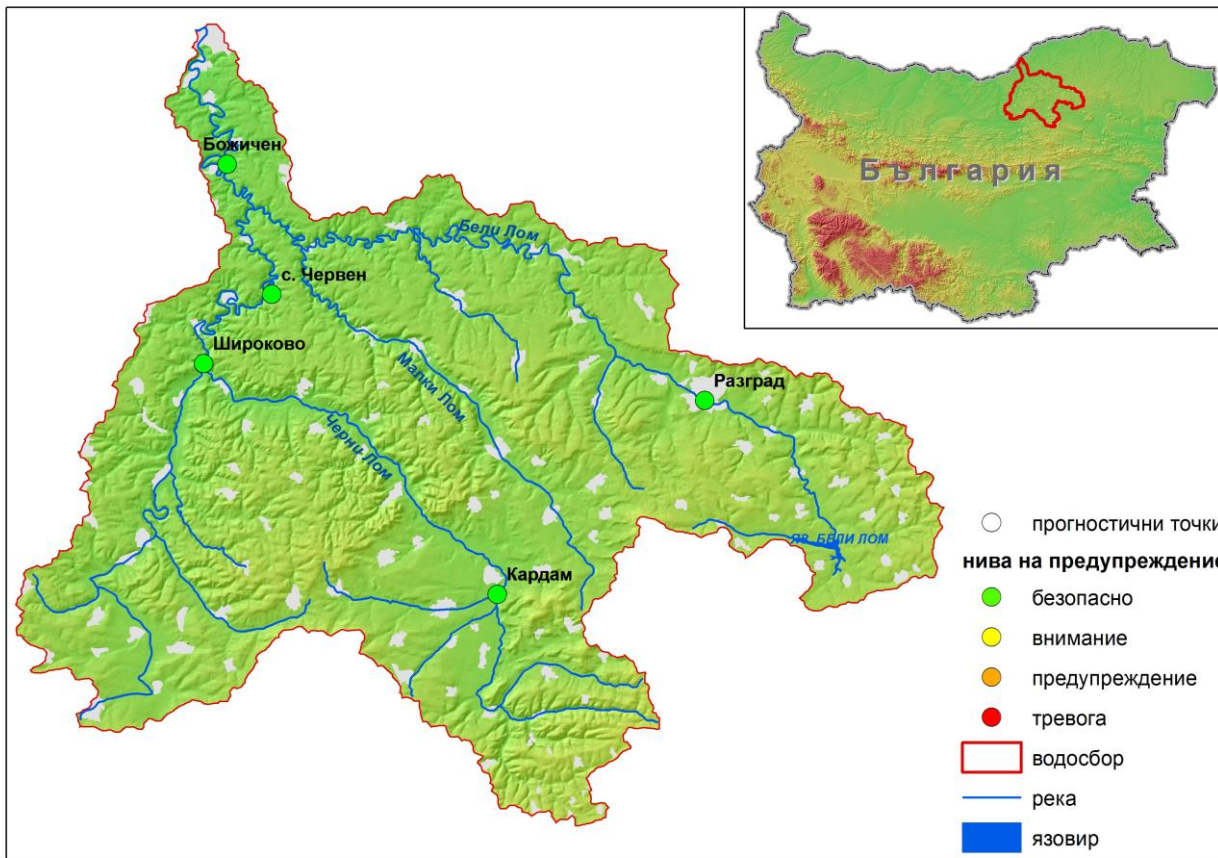 България
Божичен
Бели Лом
с. Червен
Широково
Малки Лом
Разград
Черни Лом
яз. БЕЛИ ЛОМ
Кардам
прогностични точки
нива на предупреждение
безопасно
внимание
предупреждение
тревога
водосбор
река
язовир